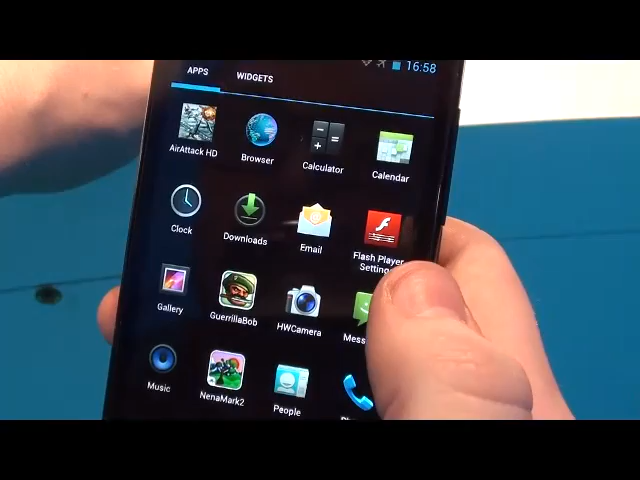 16:58
APPS WIDGETS
AirAttack HD Browser Calculator Calendar
Clock Downloads Email Flash Player
Settings
Gallery GuerrillaBob HWCamera Mess
Music NenaMark2 People